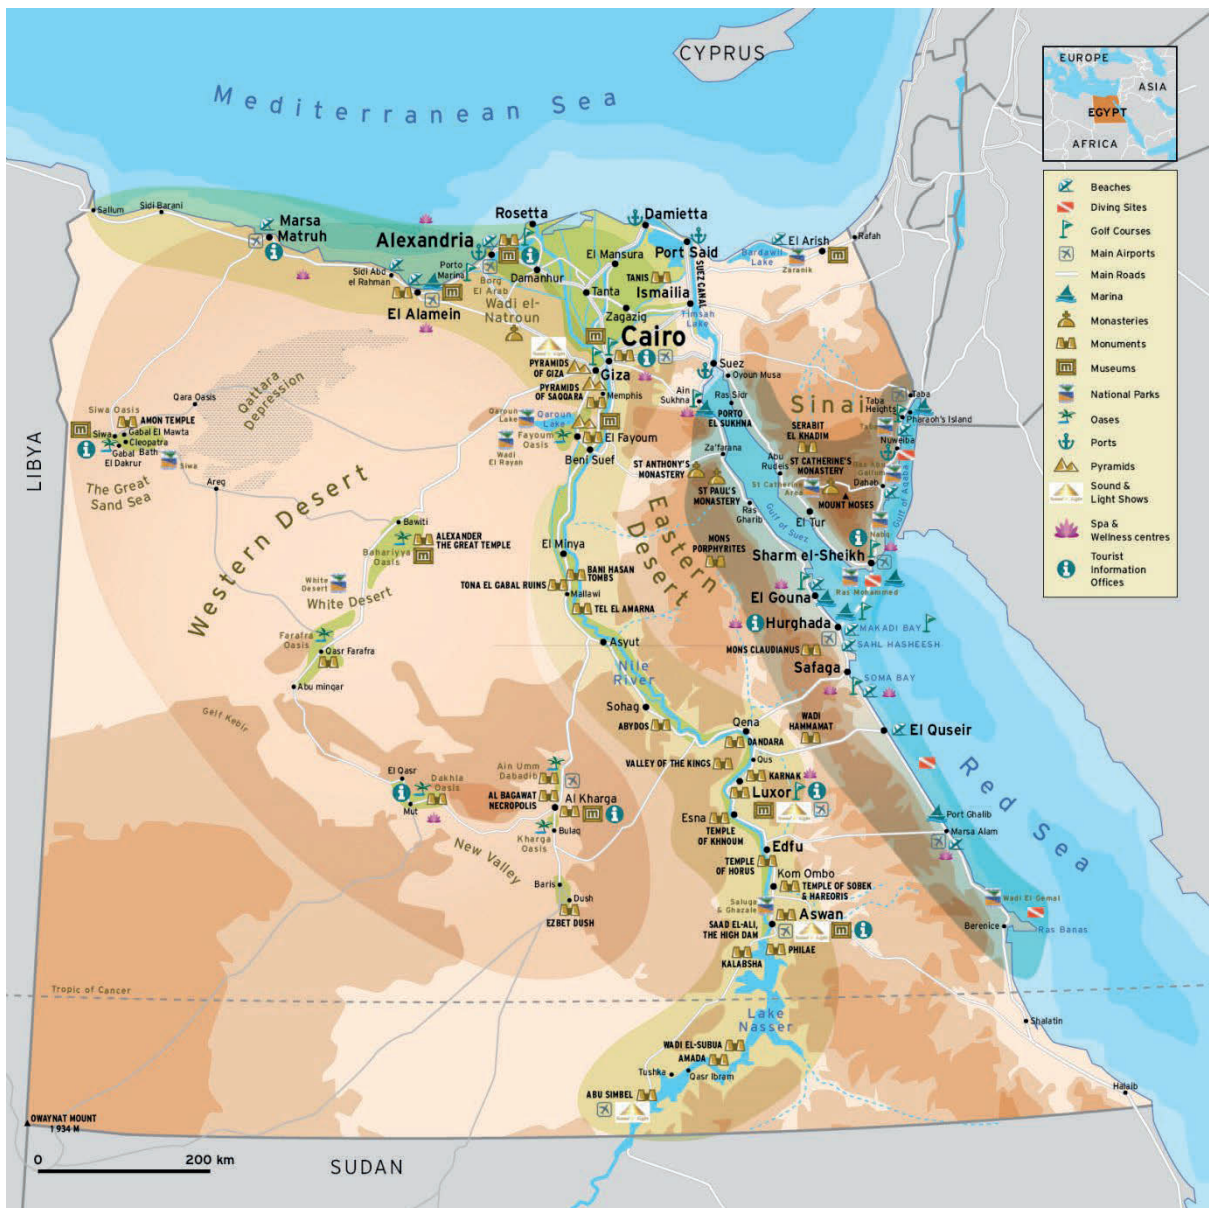 CYPRUS
Mediterranean Sea
EUROPE
ASIA
EGYPT
AFRICA
Beaches
Diving Sites
Golf Courses
Main Airports
Main Roads
Marina
Monasteries
Monuments
Museums
National Parks
Oases
Ports
Pyramids
Sound &
Light Shows
Spa &
Wellness centres
Tourist
Information
Offices
Sallum
Sidi Barani
Marsa
Matruh
Alexandria
Rosetta
Damietta
Port Said
El Arish
Rafah
Bardawil
Lake
Zaranik
El Mansura
TANIS
SUEZ CANAL
Sidi Abd
el Rahman
Porto
Marina
Borg
El Arab
Damanhur
Tanta
Ismailia
Zagazig
Timsah
Lake
El Alamein
Wadi el-
Natroun
Cairo
PYRAMIDS
OF GIZA
Giza
Suez
Oyoun Musa
PYRAMIDS
OF SAQQARA
Memphis
Ain
Sukhna
Ras Sidr
PORTO
EL SUKHNA
Sinai
Taba
Taba
Heights
Pharaoh's Island
Taba
Nuweiba
SERABIT
EL KHADIM
Qattara
Depression
Qara Oasis
Siwa Oasis
AMON TEMPLE
Siwa
Gabal El Mawta
Cleopatra
Bath
Gabal
El Dakrur
Siwa
LIBYA
The Great
Sand Sea
Areg
Qaroun
Lake
Qaroun
Lake
Fayoum
Oasis
El Fayoum
Wadi
El Rayan
Beni Suef
Za'farana
Abu
Rudeis
ST CATHERINE'S
MONASTERY
Ras Abu
Gallum
Dahab
St Catherine
Area
MOUNT MOSES
ST ANTHONY'S
MONASTERY
ST PAUL'S
MONASTERY
Ras
Gharib
Gulf of Suez
Gulf of Aqaba
El Tur
Nabq
Western Desert
Eastern
Desert
Bawiti
ALEXANDER
THE GREAT TEMPLE
Bahariyya
Oasis
El Minya
MONS
PORPHYRITES
Sharm el-Sheikh
Ras Mohammed
White
Desert
White Desert
BANI HASAN
TOMBS
TONA EL GABAL RUINS
Mallawi
TEL EL AMARNA
El Gouna
Hurghada
MAKADI BAY
SAHL HASHEESH
Farafra
Oasis
Qasr Farafra
Asyut
MONS CLAUDIANUS
Safaga
SOMA BAY
Abu minqar
Nile
River
Gelf Kebir
Sohag
ABYDOS
Qena
DANDARA
WADI
HAMMAMAT
El Quseir
Red Sea
El Qasr
Dakhla
Oasis
Mut
Ain Umm
Dabadib
AL BAGAWAT
NECROPOLIS
Al Kharga
VALLEY OF THE KINGS
Qus
KARNAK
Luxor
Kharga
Oasis
Bulaq
Esna
TEMPLE
OF KHNOUM
Port Ghalib
Marsa Alam
New Valley
Edfu
TEMPLE
OF HORUS
Baris
Dush
EZBET DUSH
Kom Ombo
TEMPLE OF SOBEK
& HAREORIS
Saluga
& Ghazale
Aswan
SAAD EL-ALI,
THE HIGH DAM
PHILAE
KALABSHA
Wadi El Gemal
Berenice
Ras Banas
Tropic of Cancer
Lake
Nasser
Shalatin
WADI EL-SUBUA
AMADA
Tushka
Qasr Ibram
ABU SIMBEL
Halaib
OWAYNAT MOUNT
1 934 M
0
200 km
SUDAN